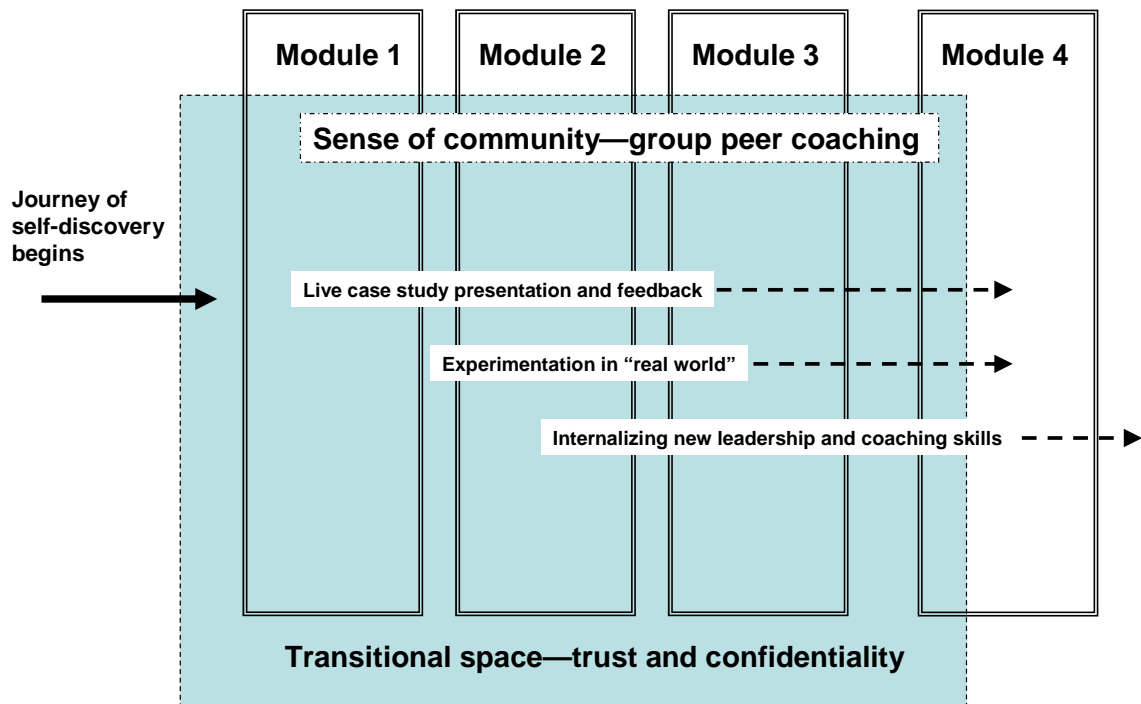 Module 1
Module 2
Module 3
Module 4
Sense of community—group peer coaching
Journey of
self-discovery
begins
Live case study presentation and feedback
Experimentation in “real world”
Internalizing new leadership and coaching skills
Transitional space—trust and confidentiality